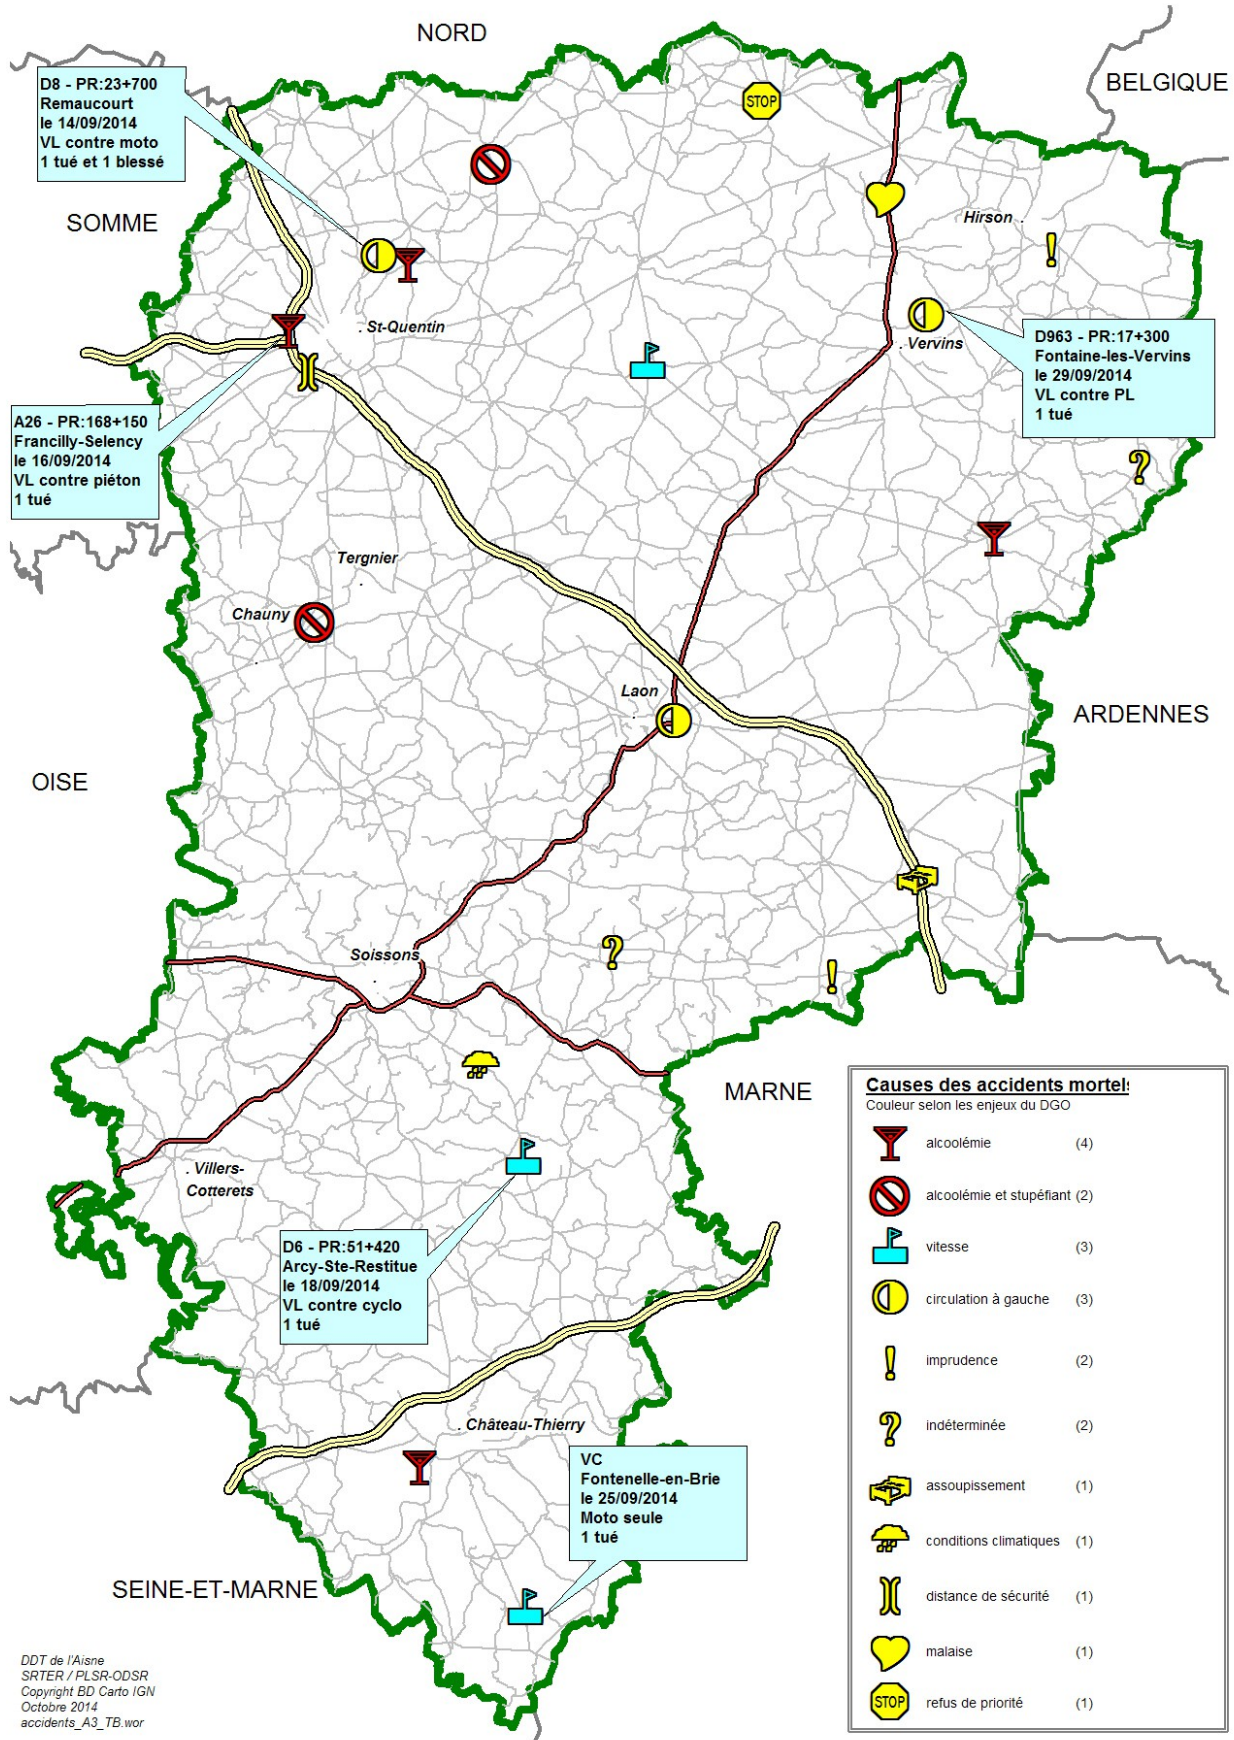 NORD
BELGIQUE
D8 - PR:23+700
Remaucourt
le 14/09/2014
VL contre moto
1 tué et 1 blessé
STOP
SOMME
Hirson
St-Quentin
Vervins
D963 - PR:17+300
Fontaine-les-Vervins
le 29/09/2014
VL contre PL
1 tué
A26 - PR:168+150
Francilly-Selency
le 16/09/2014
VL contre piéton
1 tué
Tergnier
Chauny
Laon
ARDENNES
OISE
Soissons
MARNE
Villers-
Cotterets
D6 - PR:51+420
Arcy-Ste-Restitue
le 18/09/2014
VL contre cyclo
1 tué
Château-Thierry
VC
Fontenelle-en-Brie
le 25/09/2014
Moto seule
1 tué
SEINE-ET-MARNE
Causes des accidents mortels
Couleur selon les enjeux du DGO
alcoolémie (4)
alcoolémie et stupéfiant (2)
vitesse (3)
circulation à gauche (3)
imprudence (2)
indéterminée (2)
assoupissement (1)
conditions climatiques (1)
distance de sécurité (1)
malaise (1)
STOP refus de priorité (1)
DDT de l'Aisne
SRTER / PLSR-ODSR
Copyright BD Carto IGN
Octobre 2014
accidents_A3_TB.wor